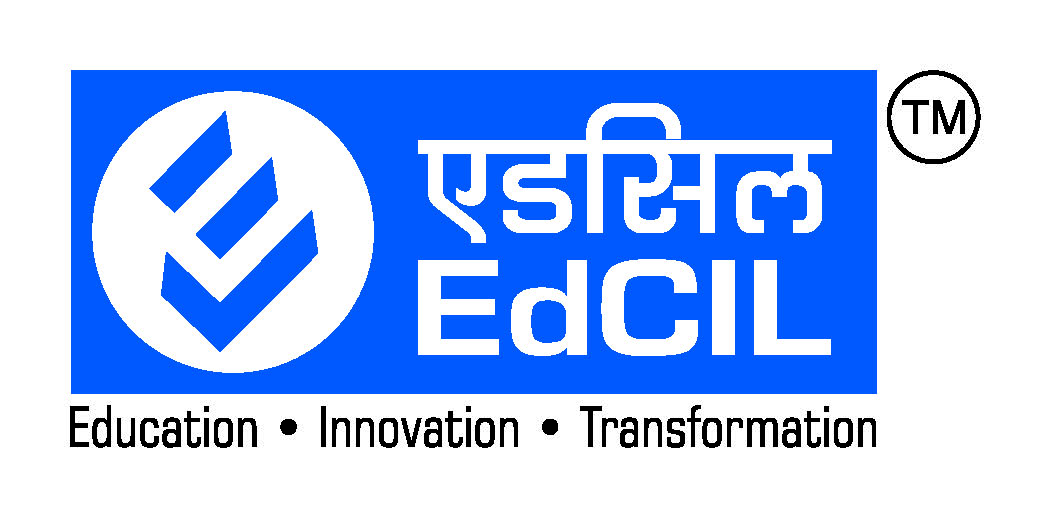 एडसिल
EdCIL
TM
Education • Innovation • Transformation